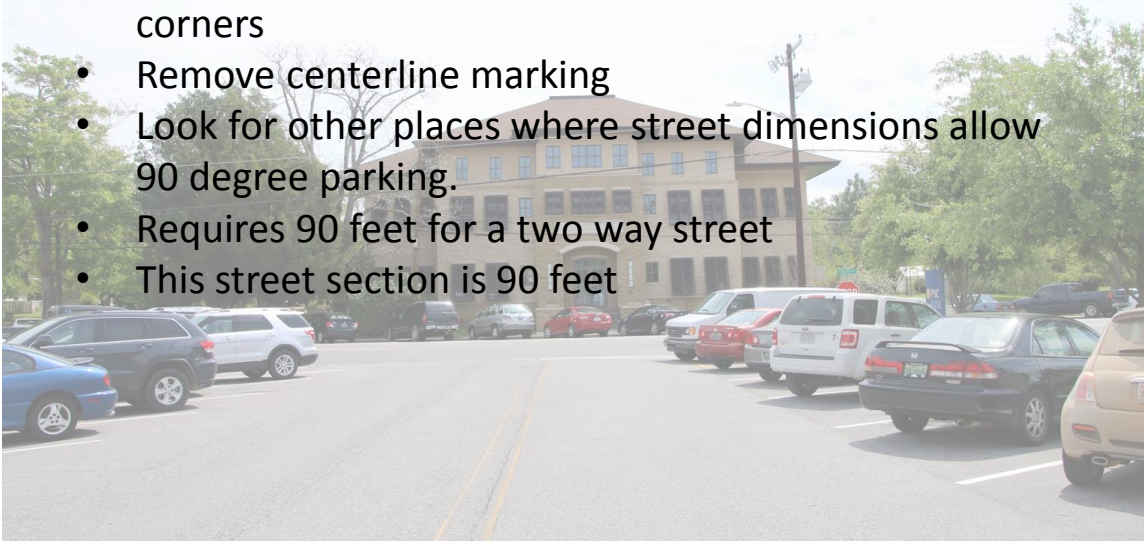 corners
• Remove centerline marking
• Look for other places where street dimensions allow
90 degree parking.
• Requires 90 feet for a two way street
• This street section is 90 feet